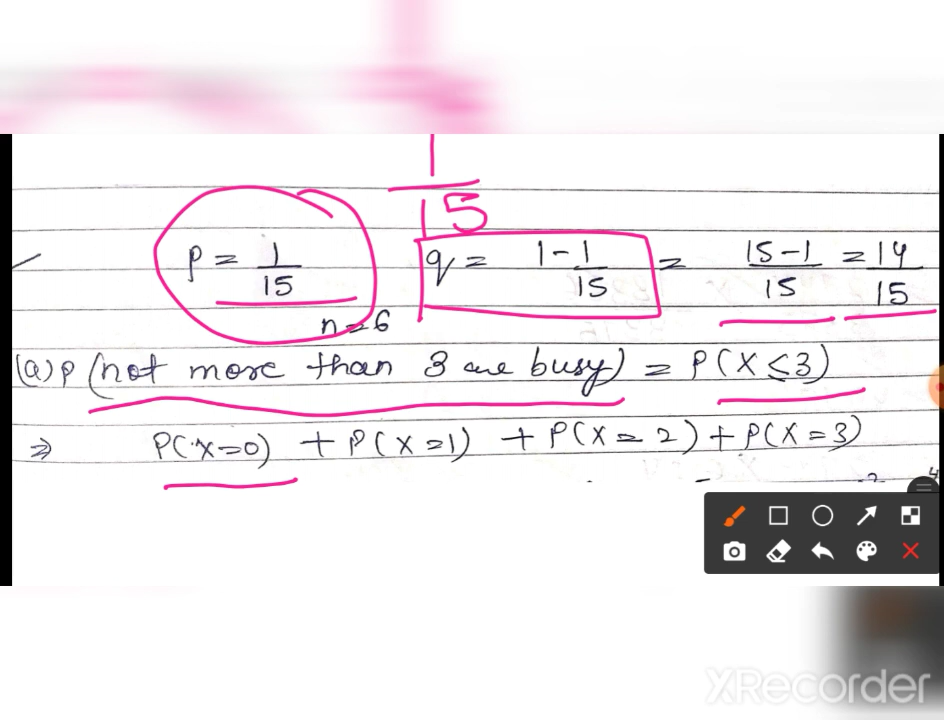 1
15
p = 1/15 q = 1-1/15 = 15-1/15 = 14/15
n=6
(a) P (not more than 3 are busy) = P(X≤3)
⇒ P(X=0) + P(X=1) + P(X=2) + P(X=3)
XRecorder